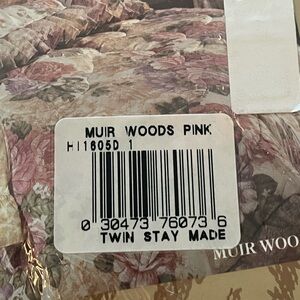 MUIR WOODS PINK
HI1605D 1
0 30473 76073 6
TWIN STAY MADE
MUIR WOO